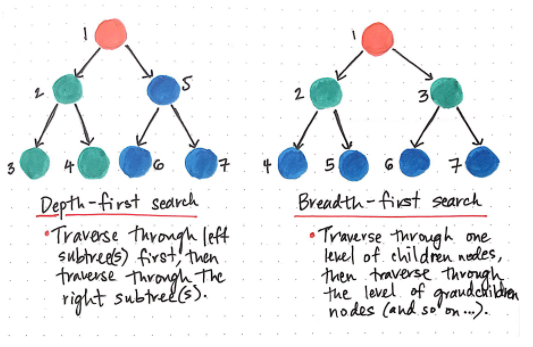 1
2
5
3
4
6
7
Depth-first search
• Traverse through left
subtree(s) first, then
traverse through the
right subtree(s).
1
2
3
4
5
6
7
Breadth-first search
• Traverse through one
level of children nodes,
then traverse through
the level of grandchildren
nodes (and so on...).